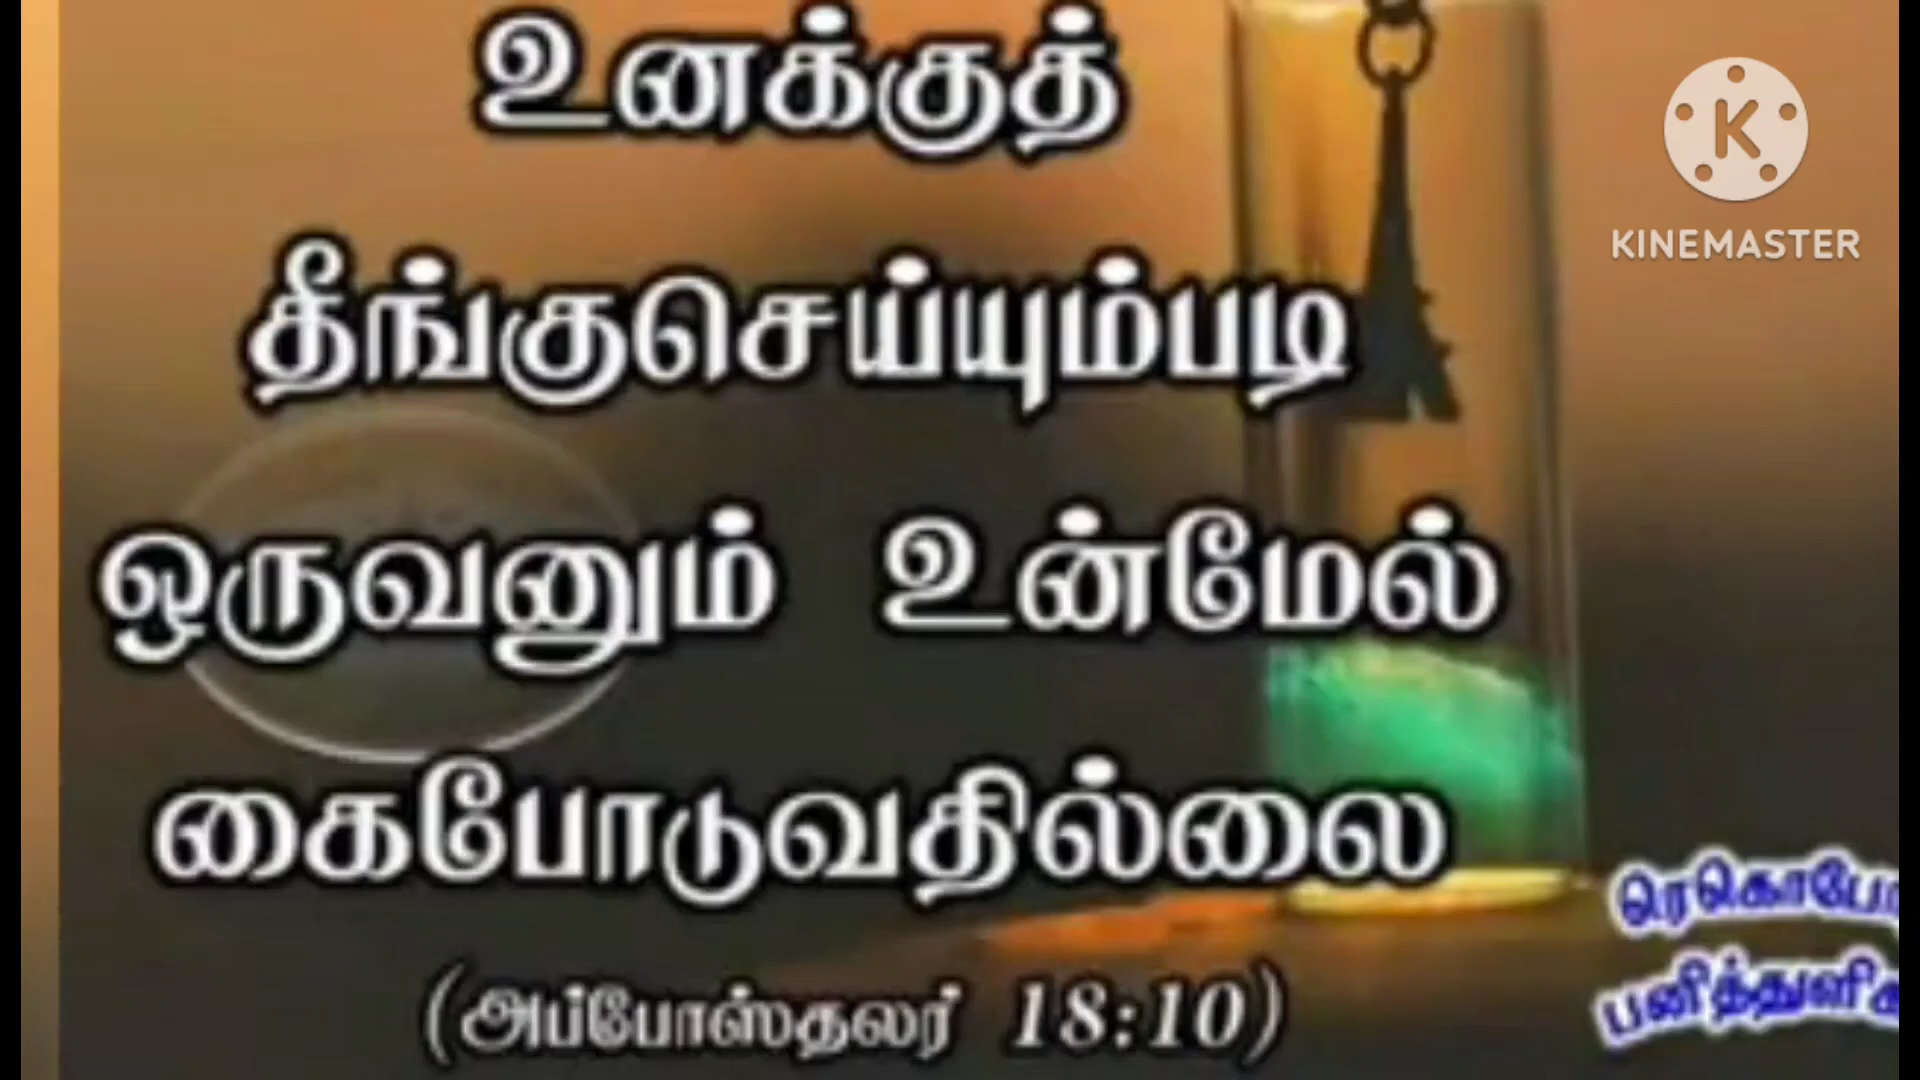 உனக்குத்
தீங்குசெய்யும்படி
ஒருவனும் உன்மேல்
கைபோடுவதில்லை
(அப்போஸ்தலர் 18:10)
KINEMASTER